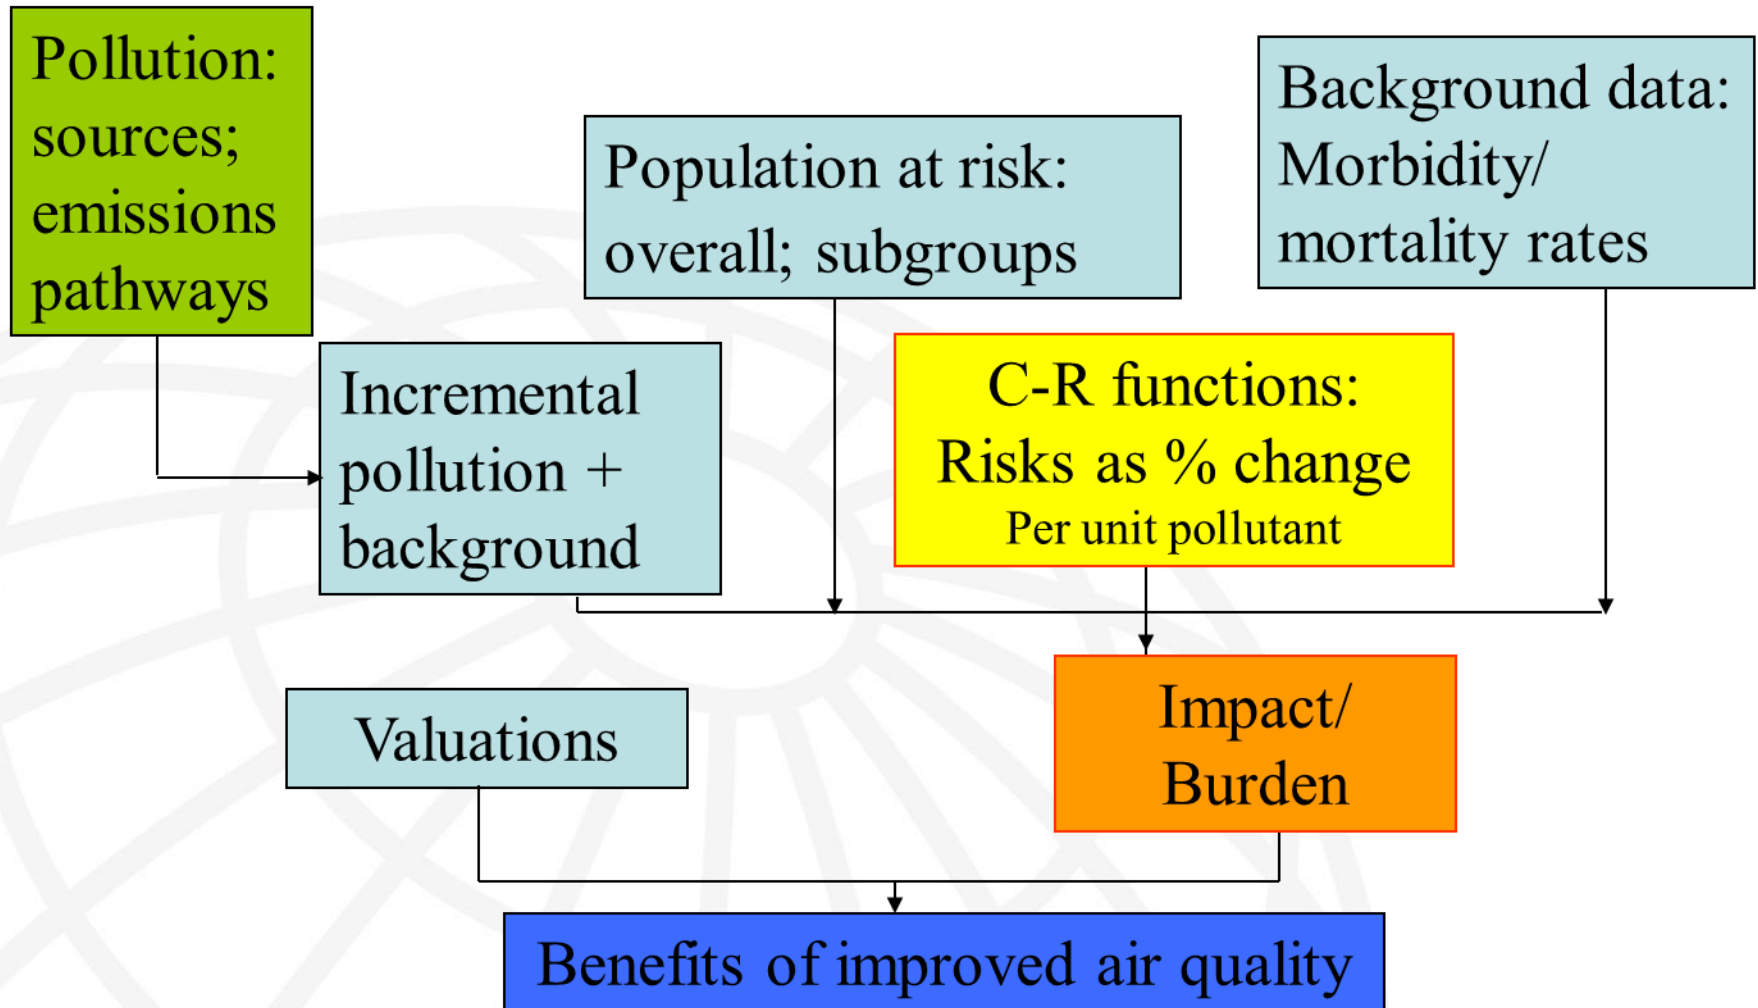 Pollution:
sources;
emissions
pathways
Population at risk:
overall; subgroups
Background data:
Morbidity/
mortality rates
Incremental
pollution +
background
C-R functions:
Risks as % change
Per unit pollutant
Valuations
Impact/
Burden
Benefits of improved air quality